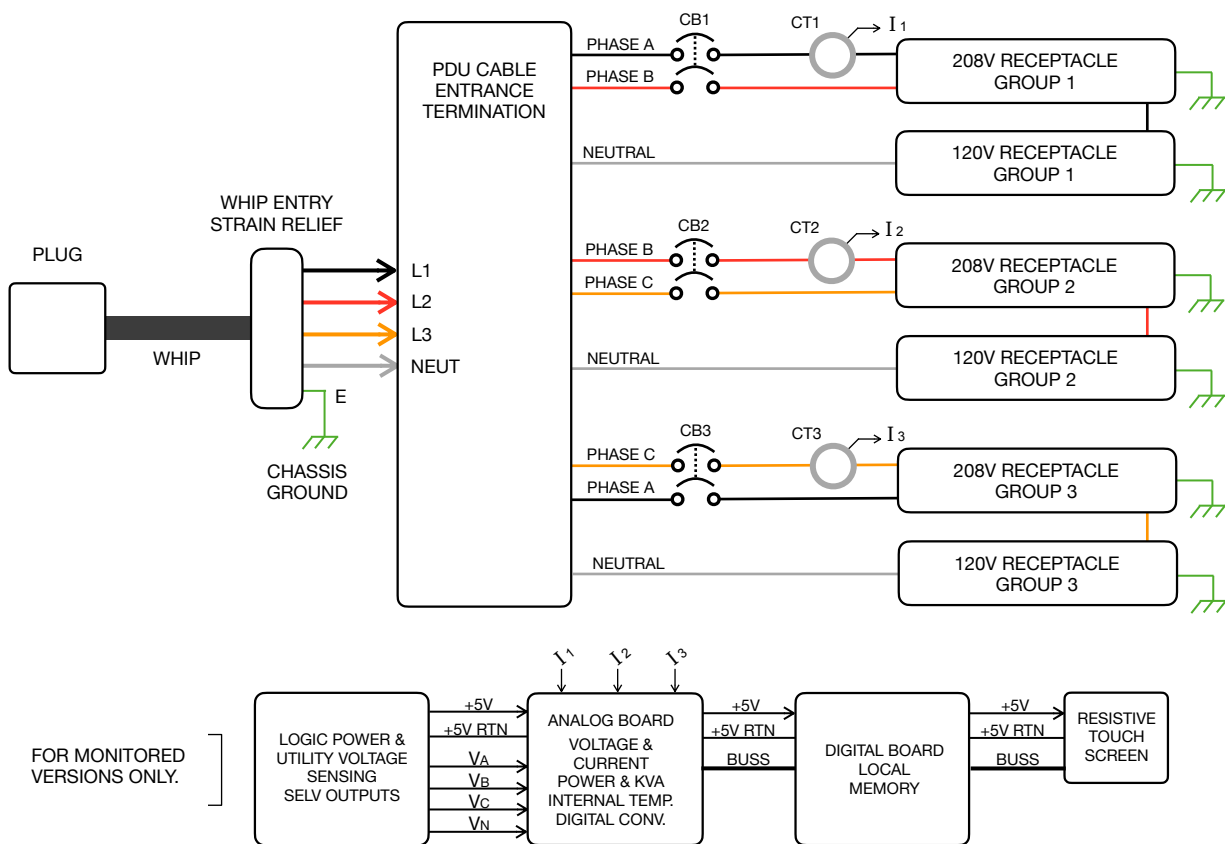 PLUG
WHIP
WHIP ENTRY
STRAIN RELIEF
E
CHASSIS
GROUND
PDU CABLE
ENTRANCE
TERMINATION
L1
L2
L3
NEUT
PHASE A
PHASE B
CB1
CT1
I1
208V RECEPTACLE
GROUP 1
NEUTRAL
120V RECEPTACLE
GROUP 1
PHASE B
PHASE C
CB2
CT2
I2
208V RECEPTACLE
GROUP 2
NEUTRAL
120V RECEPTACLE
GROUP 2
PHASE C
PHASE A
CB3
CT3
I3
208V RECEPTACLE
GROUP 3
NEUTRAL
120V RECEPTACLE
GROUP 3
FOR MONITORED
VERSIONS ONLY.
LOGIC POWER &
UTILITY VOLTAGE
SENSING
SELV OUTPUTS
+5V
+5V RTN
VA
VB
VC
VN
I1
I2
I3
ANALOG BOARD
VOLTAGE &
CURRENT
POWER & KVA
INTERNAL TEMP.
DIGITAL CONV.
+5V
+5V RTN
BUSS
DIGITAL BOARD
LOCAL
MEMORY
+5V
+5V RTN
BUSS
RESISTIVE
TOUCH
SCREEN